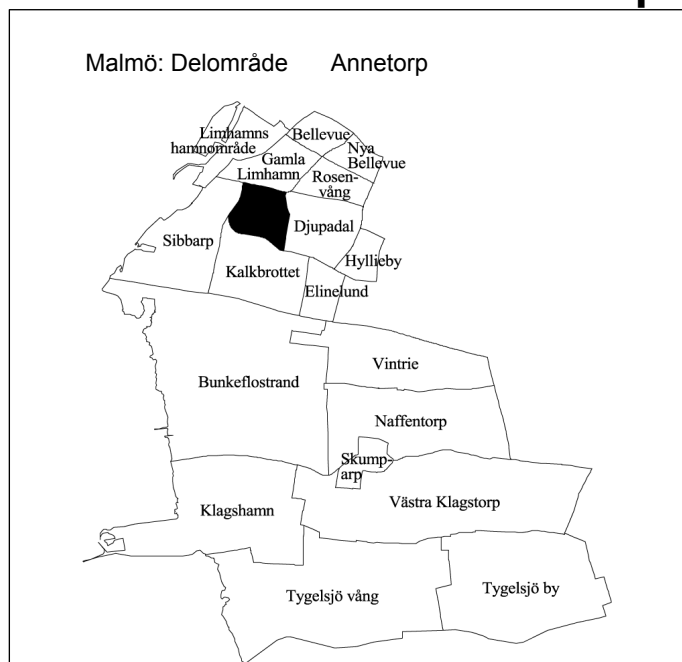 Malmö: Delområde Annetorp
Limhamns
hamnområde
Bellevue
Nya
Bellevue
Gamla
Limhamn
Rosen-
vång
Djupadal
Sibbarp
Hyllieby
Kalkbrottet
Elinelund
Vintrie
Bunkeflostrand
Naffentorp
Skump-
arp
Västra Klagstorp
Klagshamn
Tygelsjö by
Tygelsjö vång